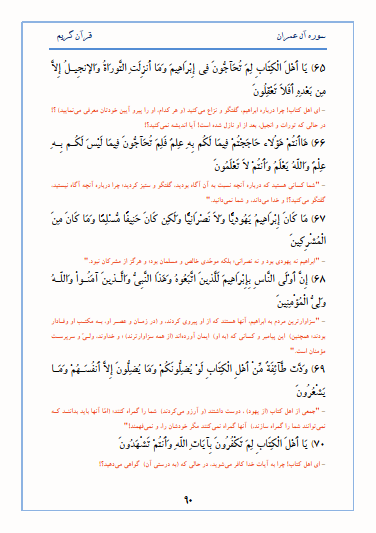 سوره آل عمران
قرآن کریم
۶۵) يَا أَهْلَ الْكِتَابِ لِمَ تُحَآجُّونَ فِي إِبْرَاهِيمَ وَمَا أُنزِلَتِ التَّوْرَاةُ وَالإنجِيلُ إِلاَّ
مِن بَعْدِهِ أَفَلاَ تَعْقِلُونَ
- ای اهل کتاب! چرا درباره ابراهیم، گفتگو و نزاع می‌کنید (و هر کدام، او را پیرو آیین خودتان معرفی می‌نمایید) ؟!
در حالی که تورات و انجیل، بعد از او نازل شده است! آیا اندیشه نمی‌کنید؟!
۶۶) هَاأَنتُمْ هَؤُلاء حَاجَجْتُمْ فِيمَا لَكُم بِهِ عِلمٌ فَلِمَ تُحَآجُّونَ فِيمَا لَيْسَ لَكُم بِهِ
عِلْمٌ وَاللّهُ يَعْلَمُ وَأَنتُمْ لاَ تَعْلَمُونَ
- "شما کسانی هستید که درباره آنچه نسبت به آن آگاه بودید، گفتگو و ستیز کردید؛ چرا درباره آنچه آگاه نیستید،
گفتگو می‌کنید؟! و خدا می‌داند، و شما نمی‌دانید."
۶۷) مَا كَانَ إِبْرَاهِيمُ يَهُودِيًّا وَلاَ نَصْرَانِيًّا وَلَكِن كَانَ حَنِيفًا مُّسْلِمًا وَمَا كَانَ مِنَ
الْمُشْرِكِينَ
- "ابراهیم نه یهودی بود و نه نصرانی؛ بلکه موحّدی خالص و مسلمان بود؛ و هرگز از مشرکان نبود."
۶۸) إِنَّ أَوْلَى النَّاسِ بِإِبْرَاهِيمَ لَلَّذِينَ اتَّبَعُوهُ وَهَذَا النَّبِيُّ وَالَّذِينَ آمَنُواْ وَاللّهُ
وَلِيُّ الْمُؤْمِنِينَ
- "سزاوارترین مردم به ابراهیم، آنها هستند که از او پیروی کردند، و (در زمان و عصر او، به مکتب او وفادار
بودند؛ همچنین) این پیامبر و کسانی که (به او) ایمان آورده‌اند (از همه سزاوارترند) ؛ و خداوند، ولیّ و سرپرست
مؤمنان است."
۶۹) وَدَّت طَّآئِفَةٌ مِّنْ أَهْلِ الْكِتَابِ لَوْ يُضِلُّونَكُمْ وَمَا يُضِلُّونَ إِلاَّ أَنفُسَهُمْ وَمَا
يَشْعُرُونَ
- "جمعی از اهل کتاب (از یهود) ، دوست داشتند (و آرزو می‌کردند) شما را گمراه کنند؛ (امّا آنها باید بدانند که
نمی‌توانند شما را گمراه سازند،) آنها گمراه نمی‌کنند مگر خودشان را، و نمی‌فهمند!"
۷۰) يَا أَهْلَ الْكِتَابِ لِمَ تَكْفُرُونَ بِآيَاتِ اللّهِ وَأَنتُمْ تَشْهَدُونَ
- ای اهل کتاب! چرا به آیات خدا کافر می‌شوید، در حالی که (به درستی آن) گواهی می‌دهید؟!
۹۰